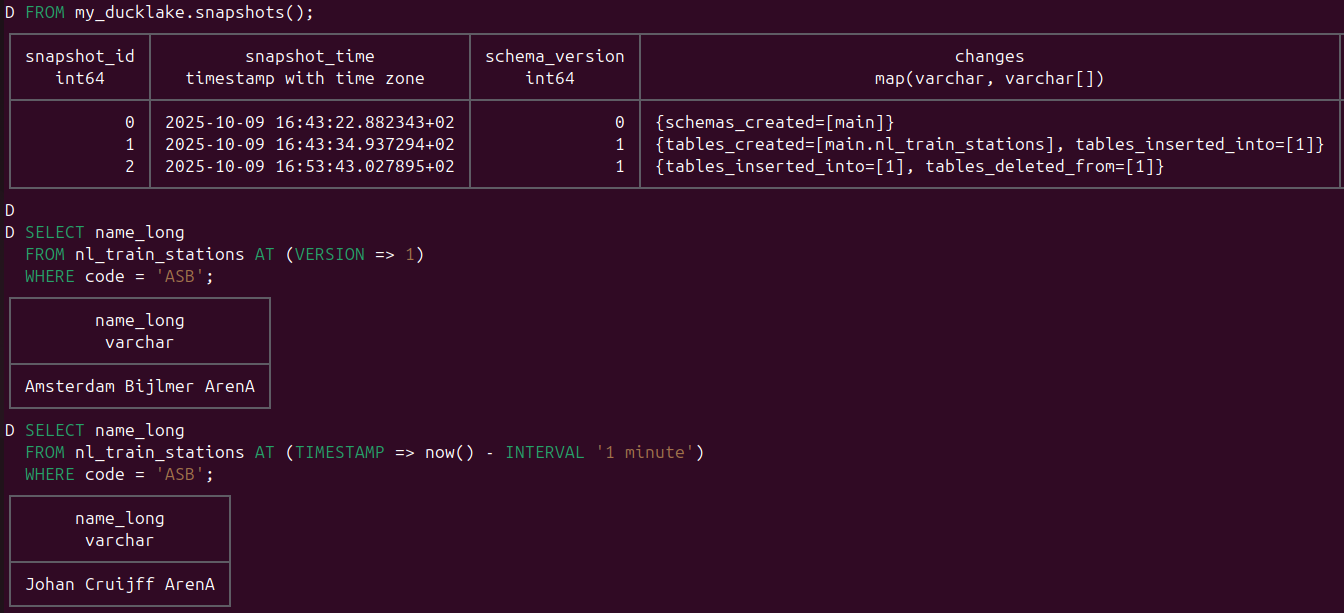 D FROM my_ducklake.snapshots();
snapshot_id snapshot_time schema_version changes
int64 timestamp with time zone int64 map(varchar, varchar[])
0 2025-10-09 16:43:22.882343+02 0 {schemas_created=[main]}
1 2025-10-09 16:43:34.937294+02 1 {tables_created=[main.nl_train_stations], tables_inserted_into=[1]}
2 2025-10-09 16:53:43.027895+02 1 {tables_inserted_into=[1], tables_deleted_from=[1]}
D
D SELECT name_long
FROM nl_train_stations AT (VERSION => 1)
WHERE code = 'ASB';
name_long
varchar
Amsterdam Bijlmer ArenA
D SELECT name_long
FROM nl_train_stations AT (TIMESTAMP => now() - INTERVAL '1 minute')
WHERE code = 'ASB';
name_long
varchar
Johan Cruijff ArenA